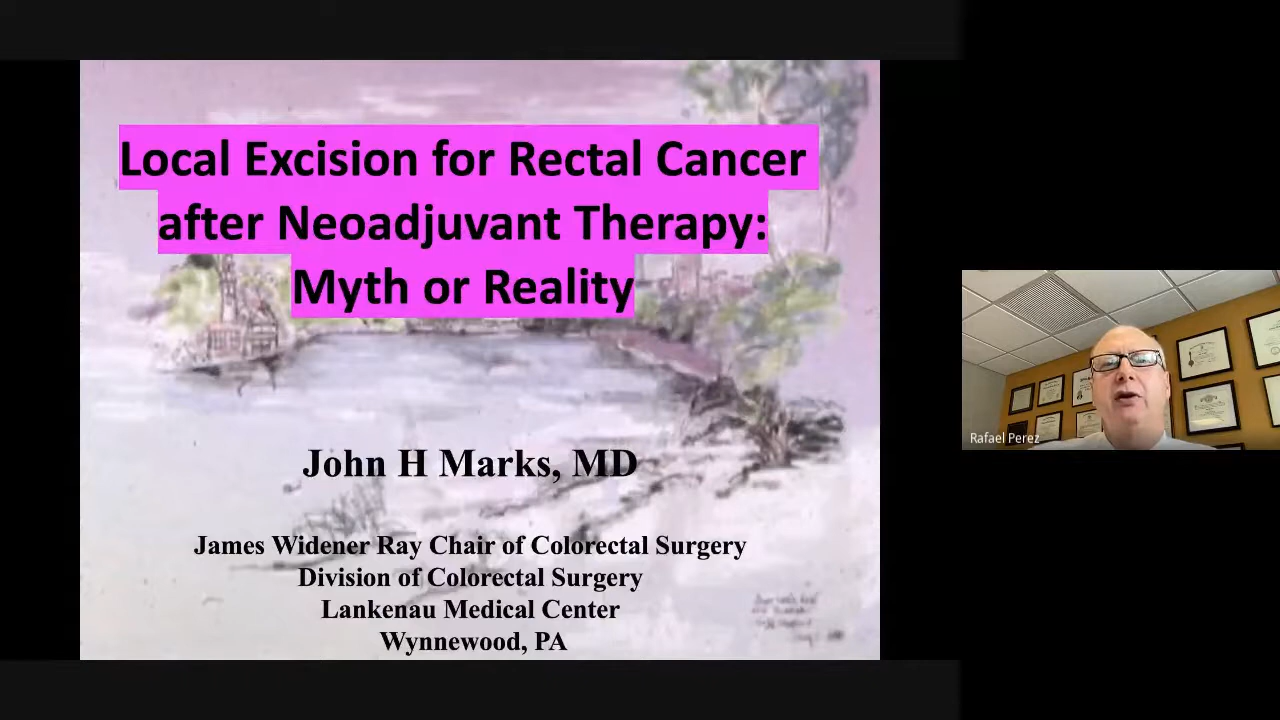 Local Excision for Rectal Cancer
after Neoadjuvant Therapy:
Myth or Reality
John H Marks, MD
James Widener Ray Chair of Colorectal Surgery
Division of Colorectal Surgery
Lankenau Medical Center
Wynnewood, PA
Rafael Perez